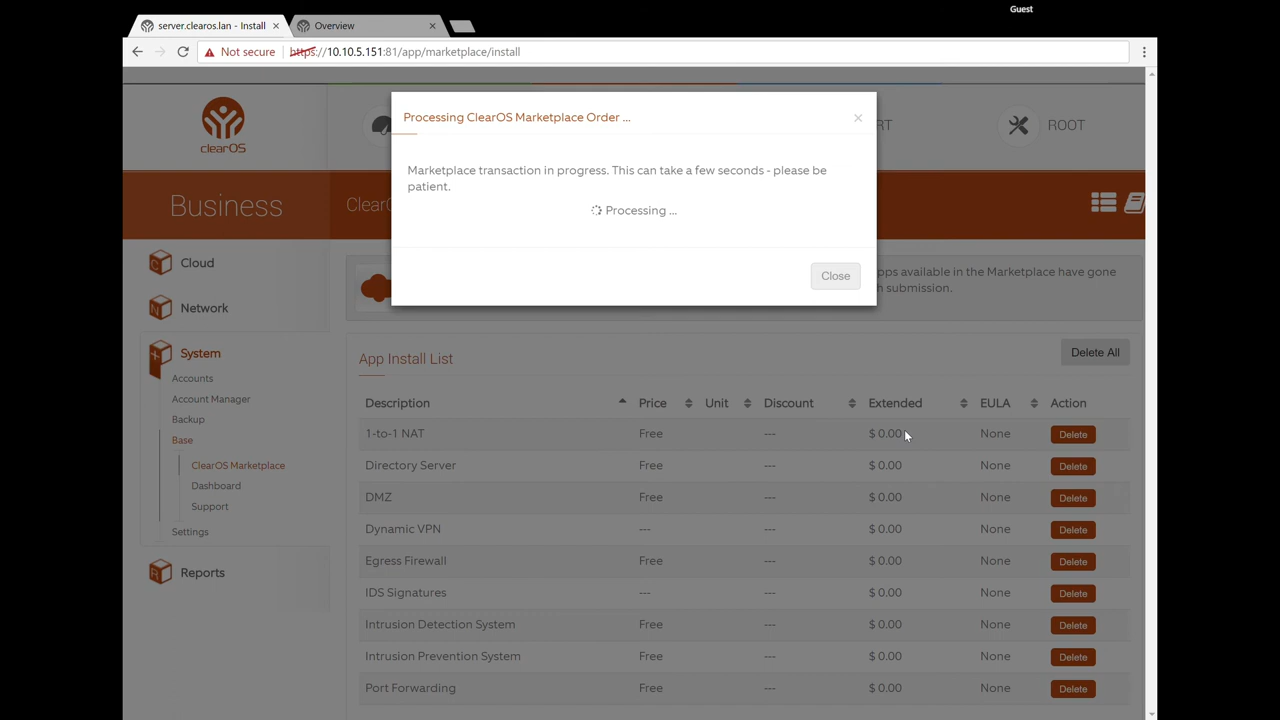 Guest
server.clearos.lan - Install
Overview
Not secure
https://10.10.5.151:81/app/marketplace/install
Processing ClearOS Marketplace Order ...
Marketplace transaction in progress. This can take a few seconds - please be
patient.
Processing ...
Close
clearOS
RT
ROOT
Business
Clear
Cloud
Network
System
Accounts
Account Manager
Backup
Base
ClearOS Marketplace
Dashboard
Support
Settings
Reports
pps available in the Marketplace have gone
h submission.
App Install List
Delete All
Description Price Unit Discount Extended EULA Action
1-to-1 NAT Free --- $ 0.00 None Delete
Directory Server Free --- $ 0.00 None Delete
DMZ Free --- $ 0.00 None Delete
Dynamic VPN --- --- $ 0.00 None Delete
Egress Firewall Free --- $ 0.00 None Delete
IDS Signatures --- --- $ 0.00 None Delete
Intrusion Detection System Free --- $ 0.00 None Delete
Intrusion Prevention System Free --- $ 0.00 None Delete
Port Forwarding Free --- $ 0.00 None Delete